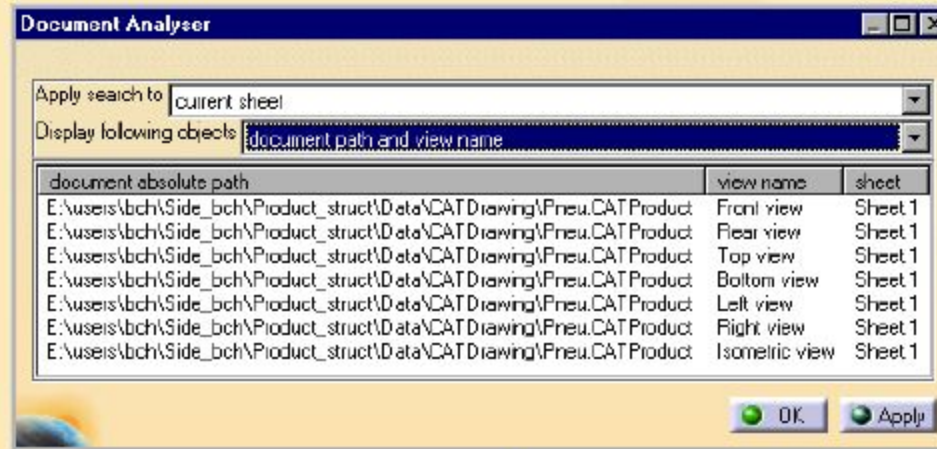 Document Analyser
Apply search to current sheet
Display following objects document path and view name
document absolute path view name sheet
E:\users\bch\Side_bch\Product_struct\Data\CATDrawing\Pneu.CATProduct Front view Sheet.1
E:\users\bch\Side_bch\Product_struct\Data\CATDrawing\Pneu.CATProduct Rear view Sheet.1
E:\users\bch\Side_bch\Product_struct\Data\CATDrawing\Pneu.CATProduct Top view Sheet.1
E:\users\bch\Side_bch\Product_struct\Data\CATDrawing\Pneu.CATProduct Bottom view Sheet.1
E:\users\bch\Side_bch\Product_struct\Data\CATDrawing\Pneu.CATProduct Left view Sheet.1
E:\users\bch\Side_bch\Product_struct\Data\CATDrawing\Pneu.CATProduct Right view Sheet.1
E:\users\bch\Side_bch\Product_struct\Data\CATDrawing\Pneu.CATProduct Isometric view Sheet.1
OK Apply